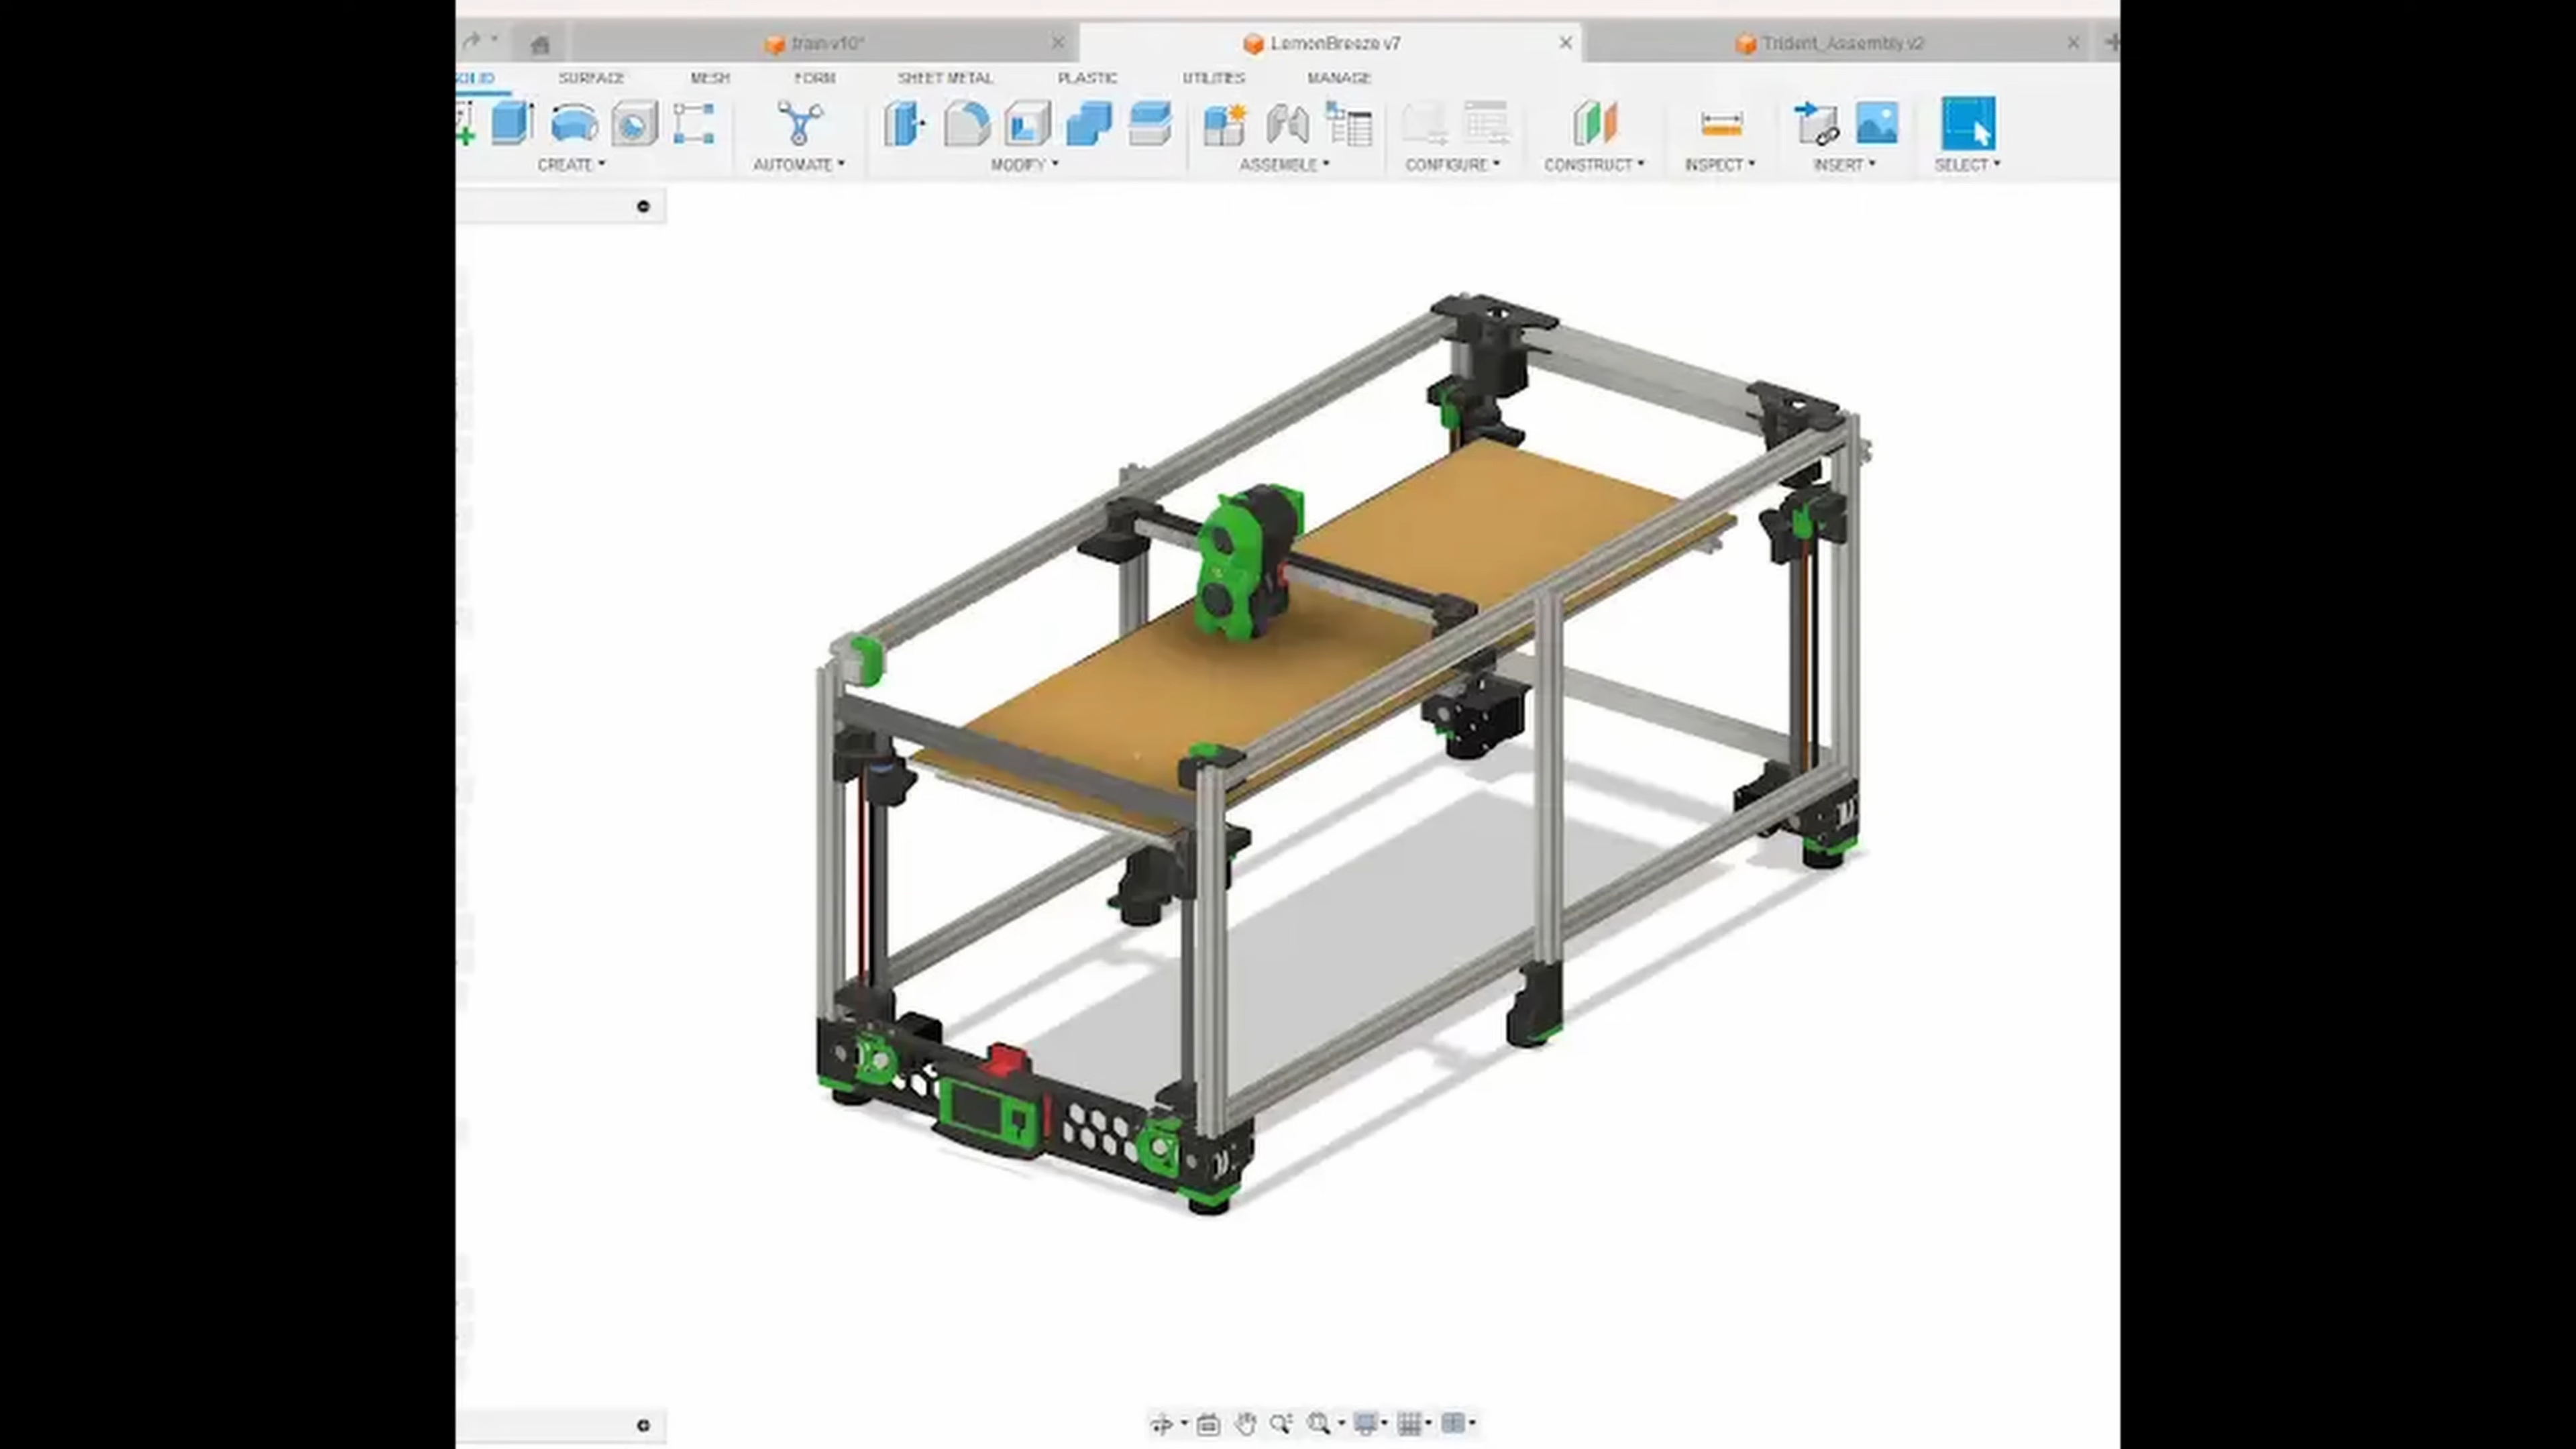 train v10*
LemonBreeze v7
Trident_Assembly v2
SOLID SURFACE MESH FORM SHEET METAL PLASTIC UTILITIES MANAGE
CREATE AUTOMATE MODIFY ASSEMBLE CONFIGURE CONSTRUCT INSPECT INSERT SELECT